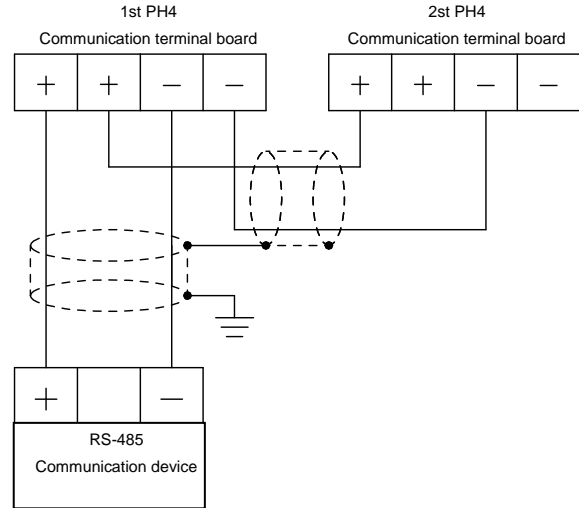 1st PH4
Communication terminal board
2st PH4
Communication terminal board
+ + − −
+ + − −
+ −
RS-485
Communication device